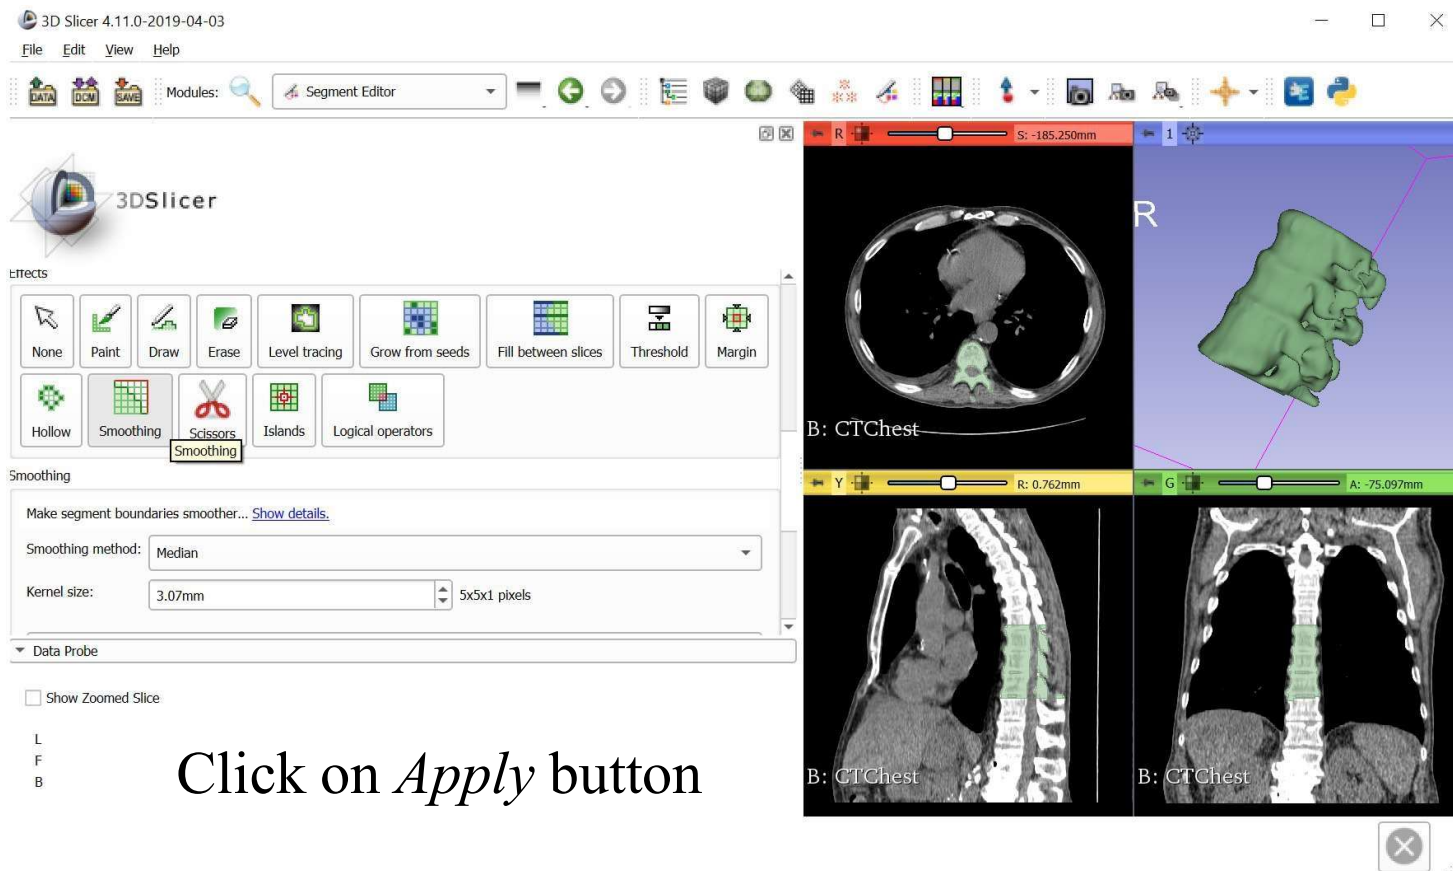 3D Slicer 4.11.0-2019-04-03
File Edit View Help
DATA DCM SAVE Modules: Segment Editor
R S: -185.250mm 1
3DSlicer
R
Effects
None Paint Draw Erase Level tracing Grow from seeds Fill between slices Threshold Margin
Hollow Smoothing Scissors Islands Logical operators
Smoothing
B: CTChest
Smoothing
Y R: 0.762mm G A: -75.097mm
Make segment boundaries smoother... Show details.
Smoothing method: Median
Kernel size: 3.07mm 5x5x1 pixels
Data Probe
Show Zoomed Slice
L
F
B
Click on Apply button
B: CTChest B: CTChest